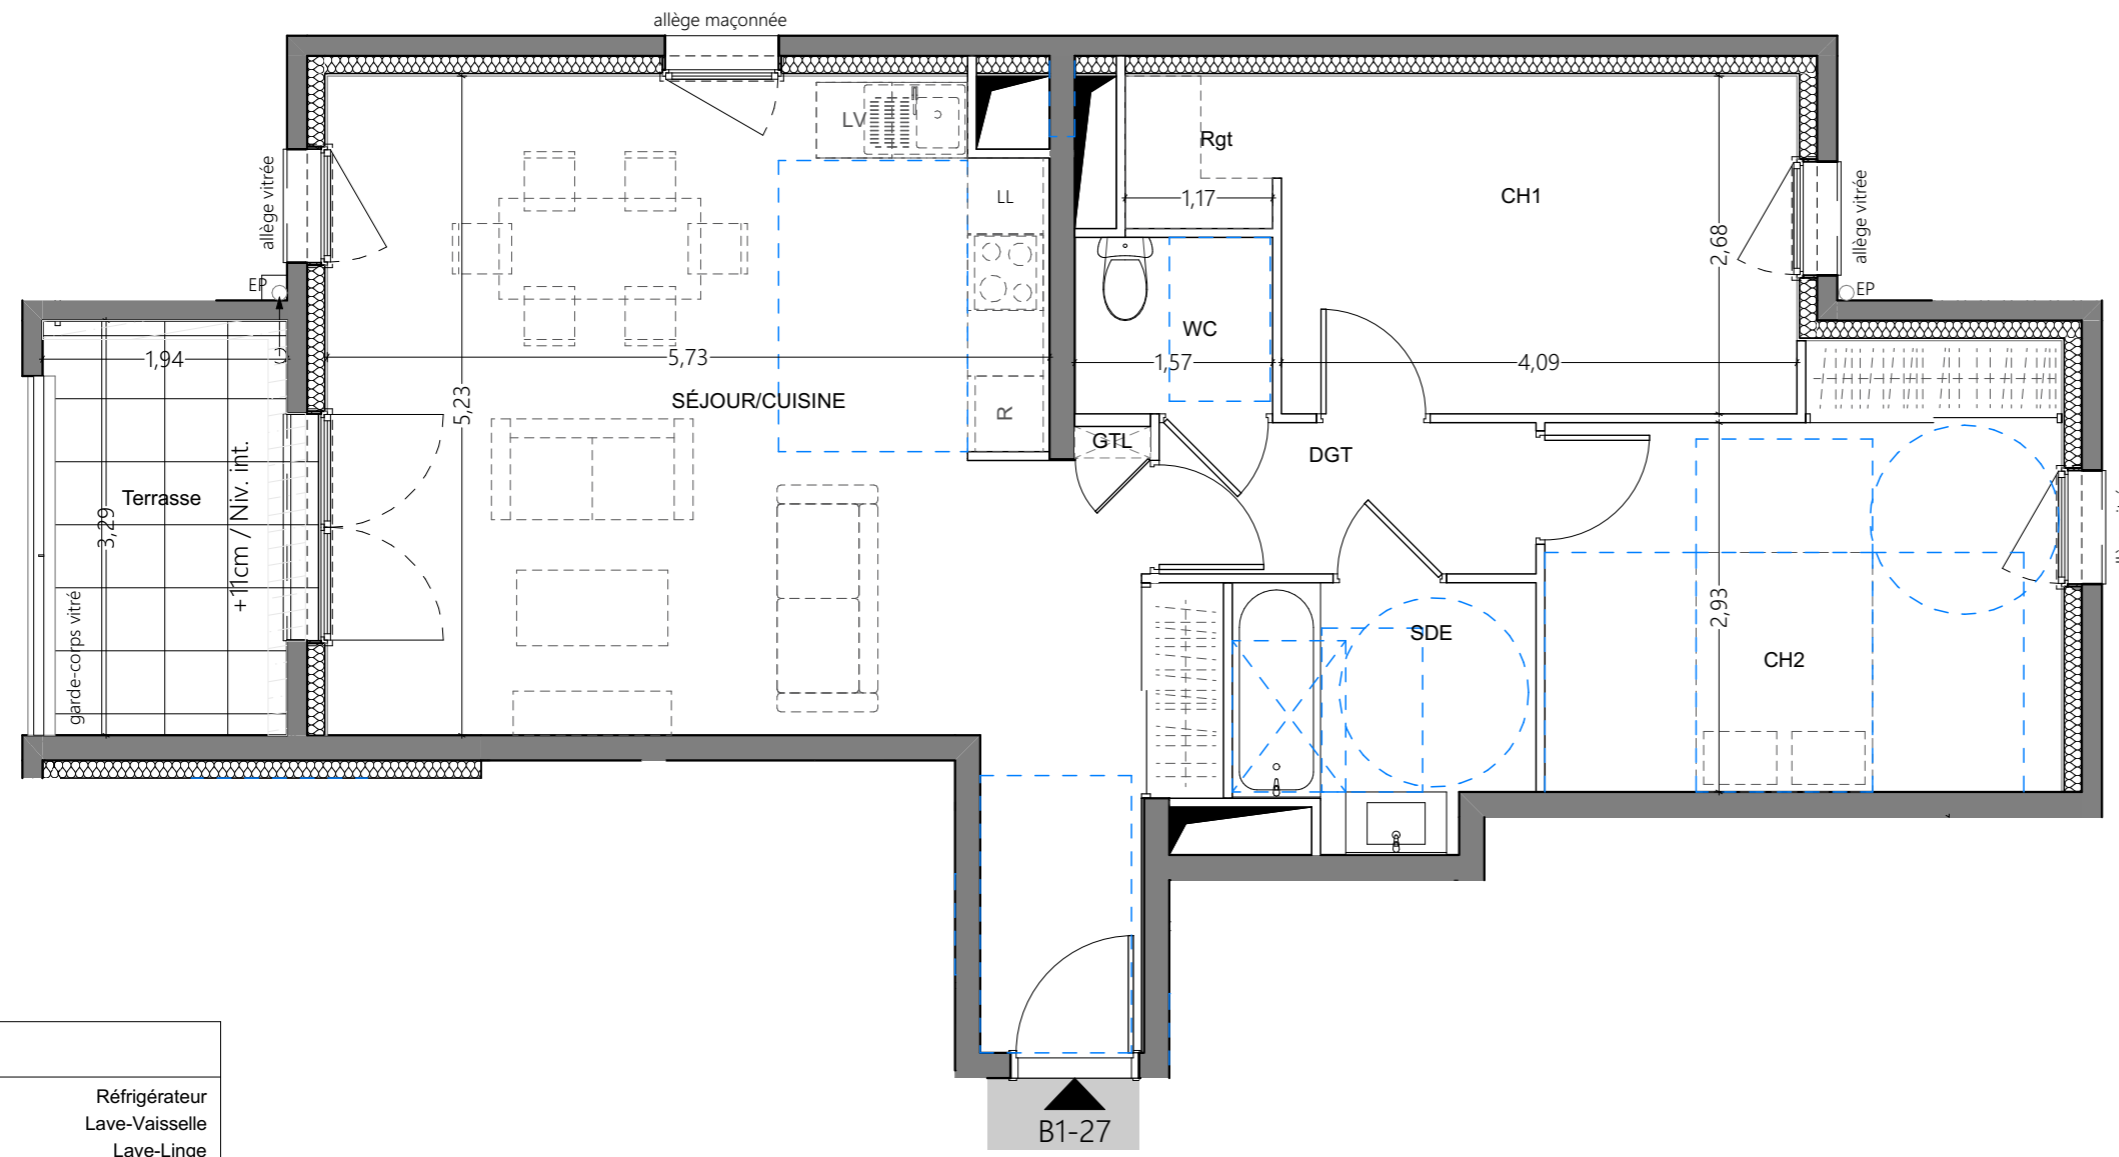 allège maçonnée
LV
Rgt
CH1
allège vitrée
LL
1,17
2,68
allège vitrée
EP
EP
WC
1,94
5,73
1,57
4,09
5,23
SÉJOUR/CUISINE
R
GTL
DGT
Terrasse
+11cm / Niv. int.
3,29
garde-corps vitré
2,93
SDE
CH2
Réfrigérateur
Lave-Vaisselle
Lave-Linge
B1-27